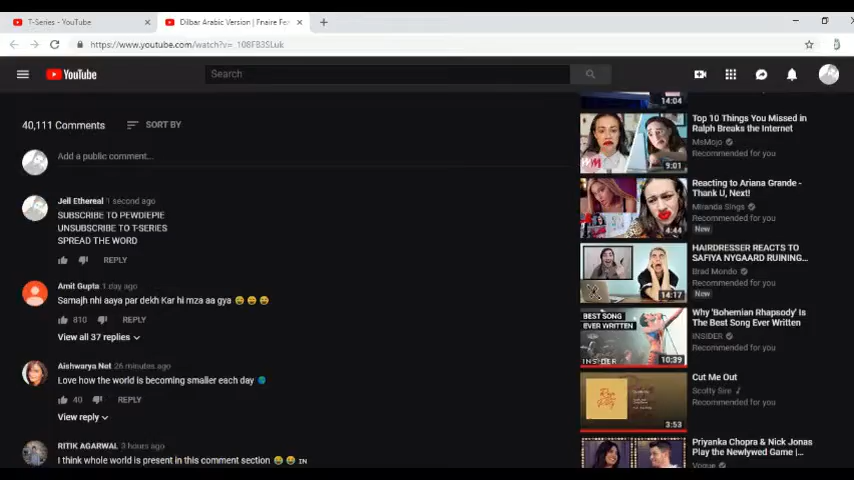 T-Series - YouTube
Dilbar Arabic Version | Fnaire Fea
https://www.youtube.com/watch?v=_108FB3SLuk
YouTube
Search
40,111 Comments
SORT BY
Add a public comment...
Jell Ethereal 1 second ago
SUBSCRIBE TO PEWDIEPIE
UNSUBSCRIBE TO T-SERIES
SPREAD THE WORD
REPLY
Amit Gupta 1 day ago
Samajh nhi aaya par dekh Kar hi mza aa gya 😂😂😂
810 REPLY
View all 37 replies
Aishwarya Net 26 minutes ago
Love how the world is becoming smaller each day 🌏
40 REPLY
View reply
RITIK AGARWAL 3 hours ago
I think whole world is present in this comment section 😂😂 IN
14:04
Top 10 Things You Missed in
Ralph Breaks the Internet
MsMojo
Recommended for you
9:01
Reacting to Ariana Grande -
Thank U, Next!
Miranda Sings
Recommended for you
New
4:44
HAIRDRESSER REACTS TO
SAFIYA NYGAARD RUINING...
Brad Mondo
Recommended for you
New
14:17
Why 'Bohemian Rhapsody' Is
The Best Song Ever Written
INSIDER
Recommended for you
BEST SONG
EVER WRITTEN
INSIDER
10:39
Cut Me Out
Scotty Sire
Recommended for you
3:53
Priyanka Chopra & Nick Jonas
Play the Newlywed Game |...
Vogue